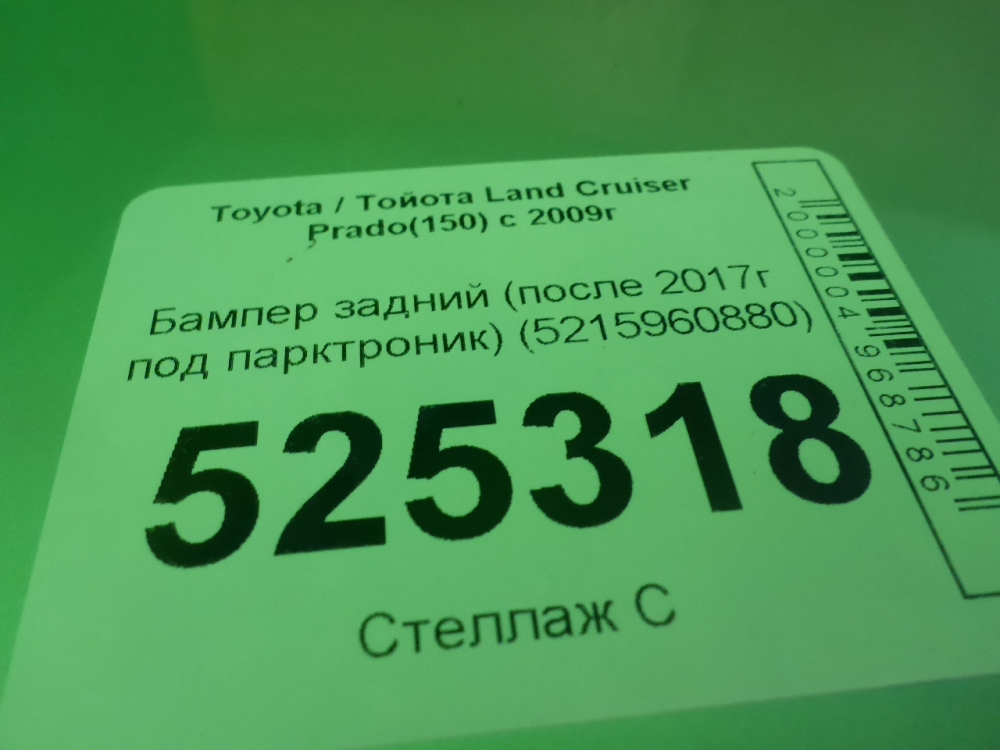 Toyota / Тойота Land Cruiser
Prado(150) с 2009г
Бампер задний (после 2017г
под парктроник) (5215960880)
525318
Стеллаж С
2000004968786